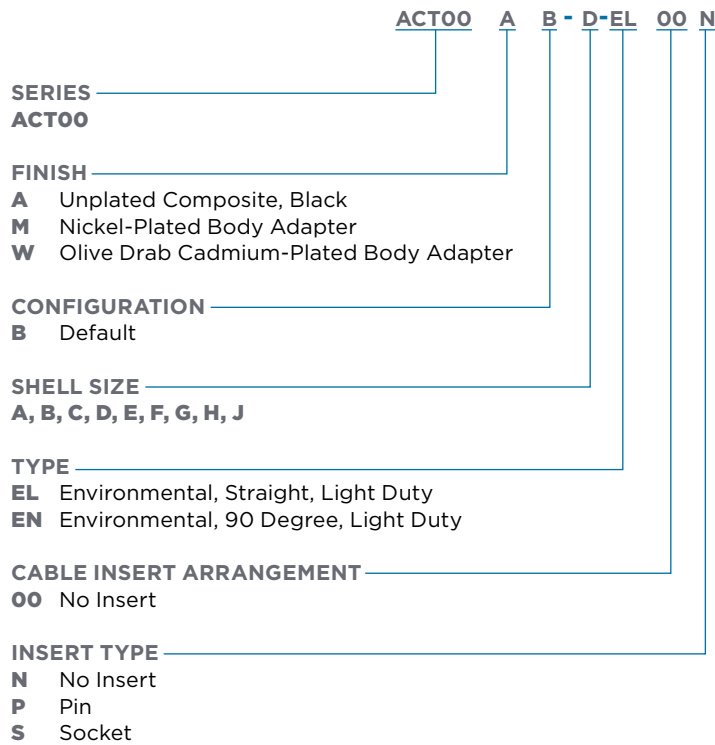 ACT00 A B - D-EL 00 N
SERIES
ACT00
FINISH
A Unplated Composite, Black
M Nickel-Plated Body Adapter
W Olive Drab Cadmium-Plated Body Adapter
CONFIGURATION
B Default
SHELL SIZE
A, B, C, D, E, F, G, H, J
TYPE
EL Environmental, Straight, Light Duty
EN Environmental, 90 Degree, Light Duty
CABLE INSERT ARRANGEMENT
00 No Insert
INSERT TYPE
N No Insert
P Pin
S Socket